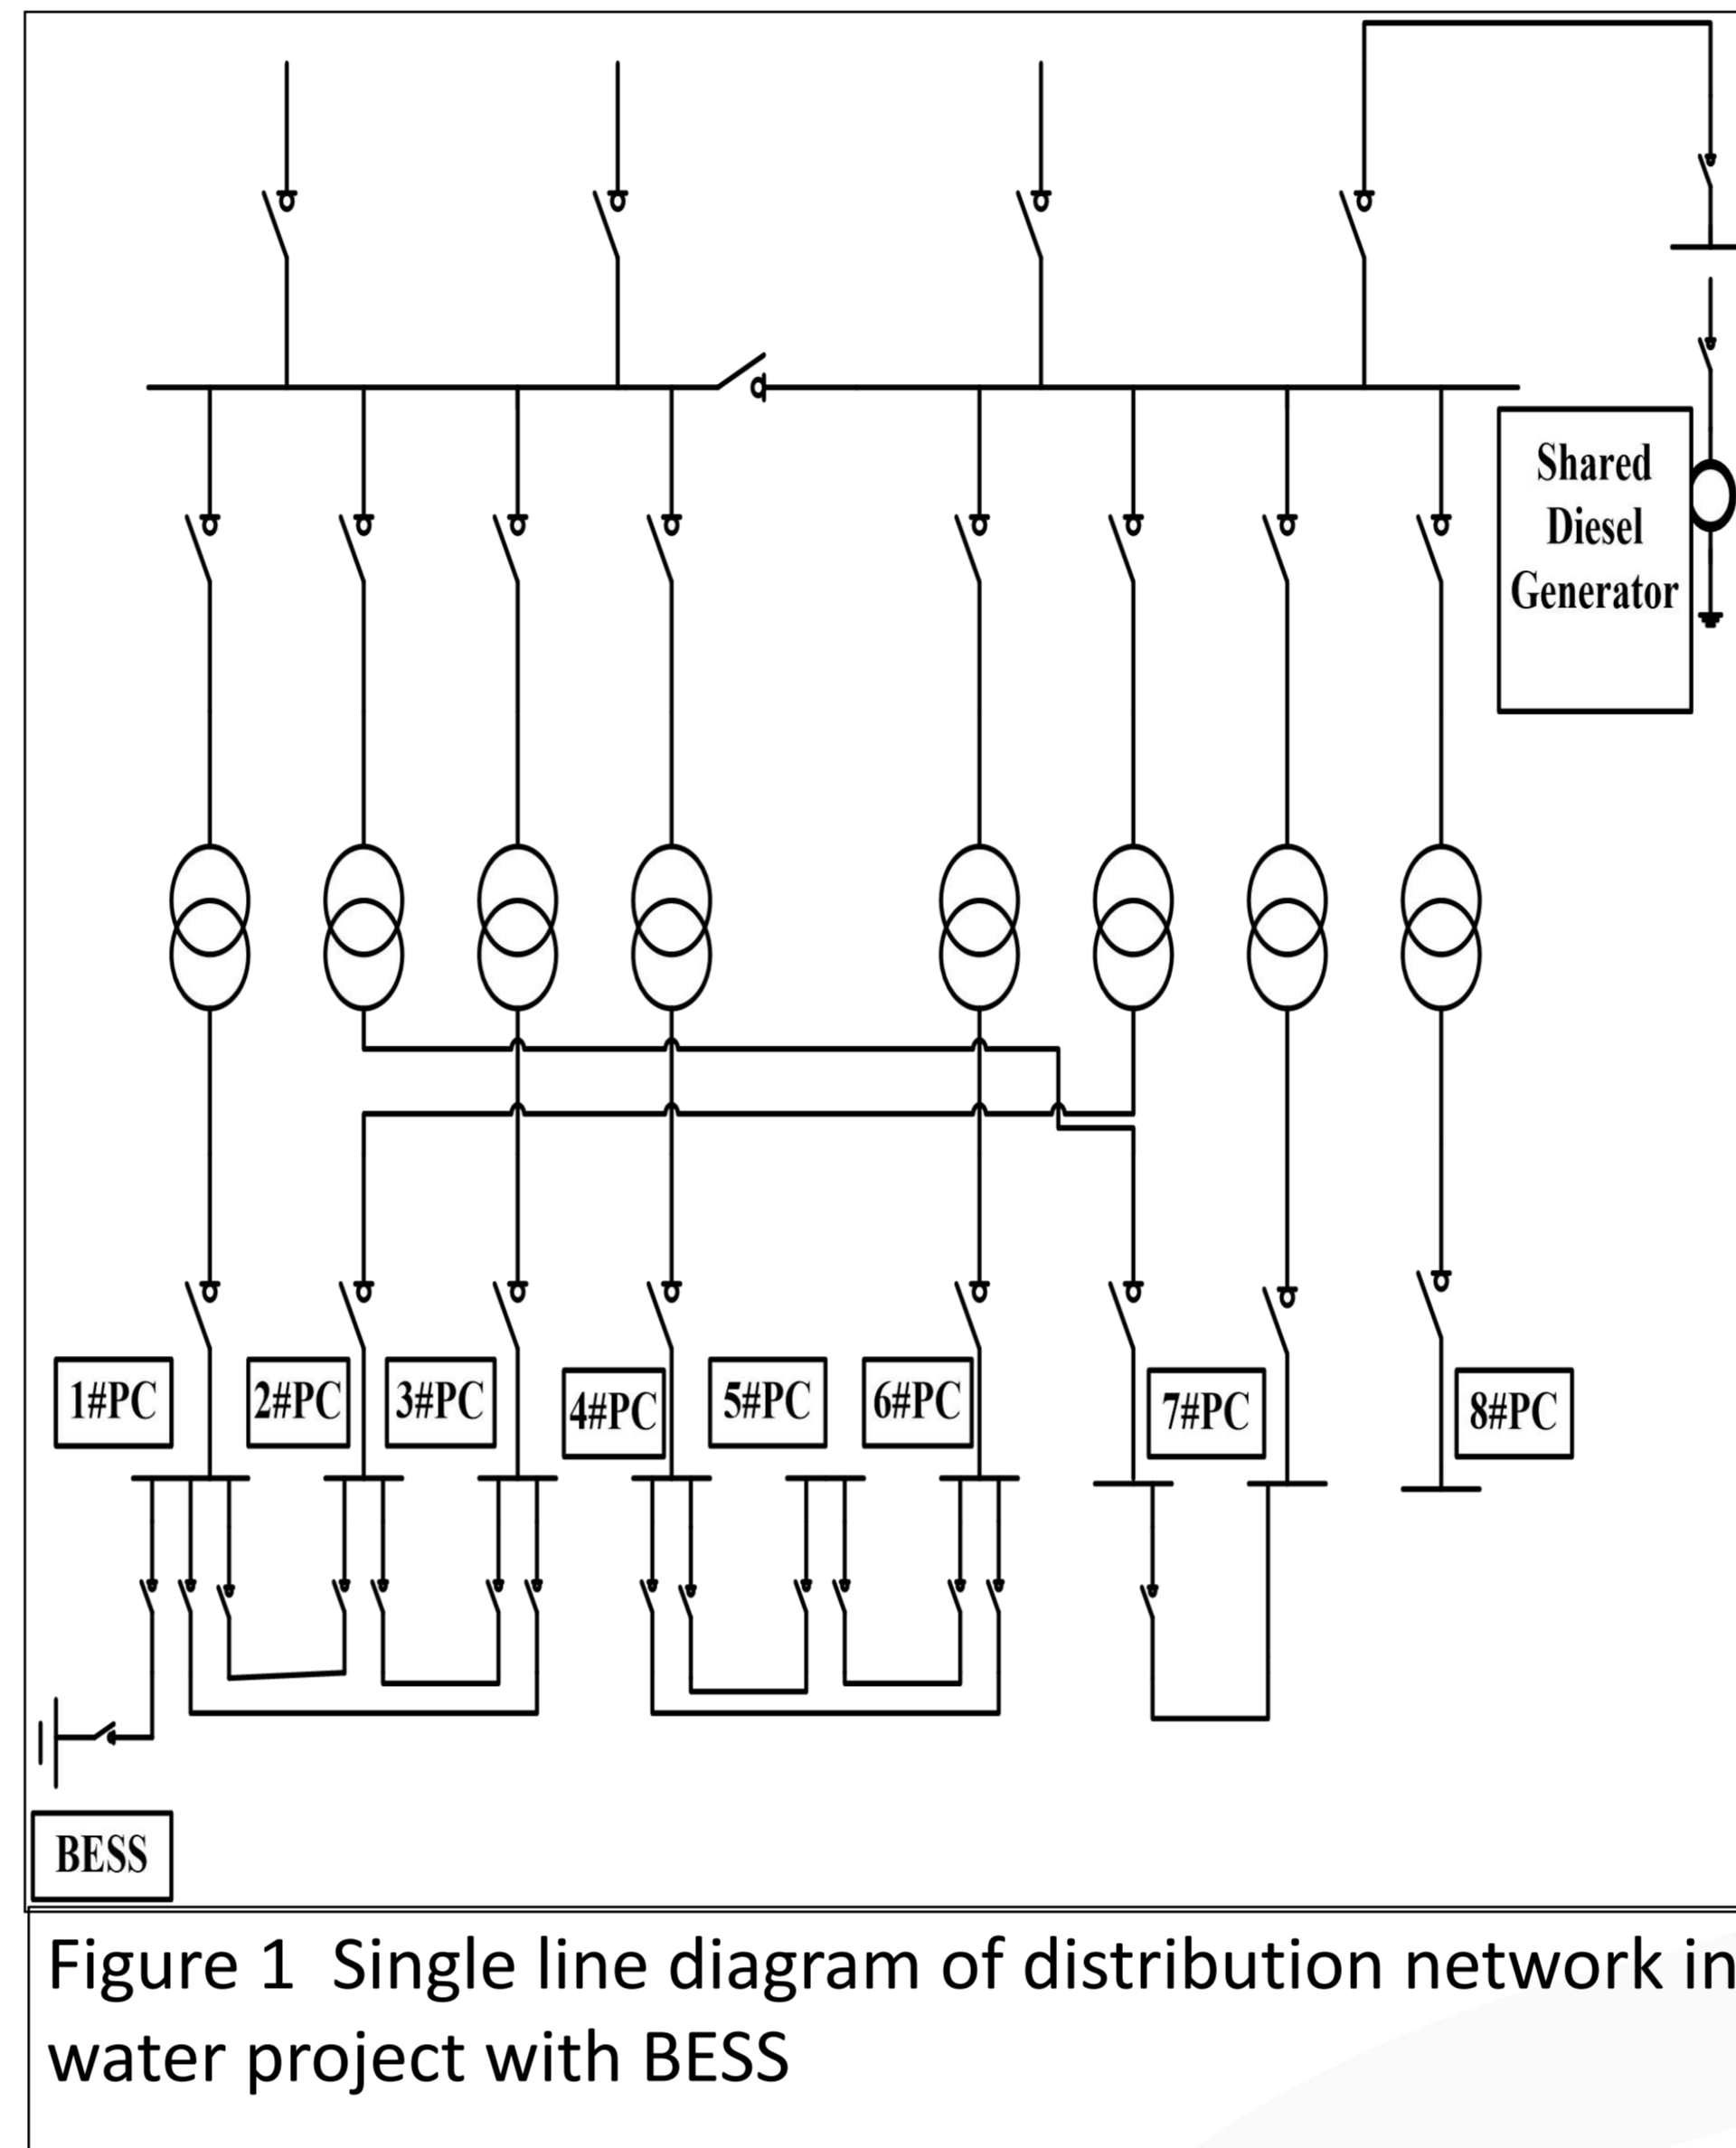 Shared
Diesel
Generator
1#PC
2#PC
3#PC
4#PC
5#PC
6#PC
7#PC
8#PC
BESS
Figure 1 Single line diagram of distribution network in
water project with BESS